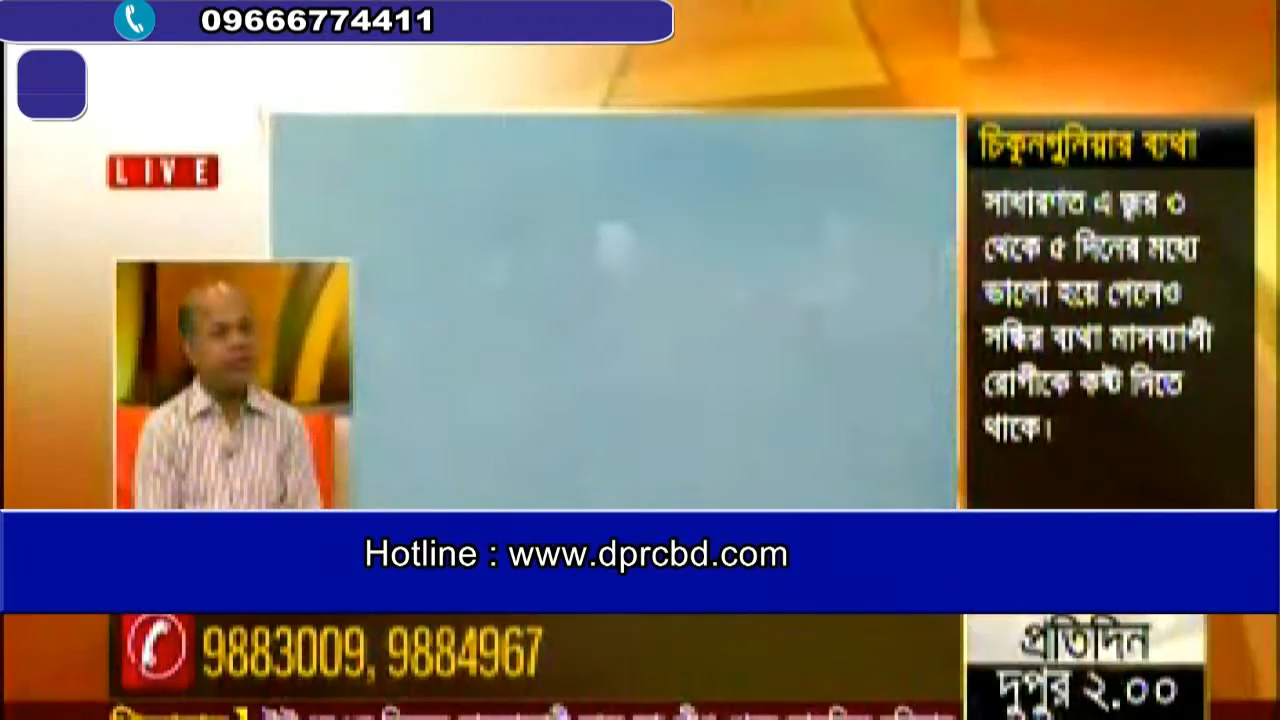 09666774411
LIVE
চিকুনগুনিয়ার ব্যথা
সাধারণত এ জ্বর ৩
থেকে ৫ দিনের মধ্যে
ভালো হয়ে গেলেও
সন্ধির ব্যথা মাসব্যাপী
রোগীকে কষ্ট দিতে
থাকে।
Hotline : www.dprcbd.com
9883009, 9884967
প্রতিদিন
দুপুর ২.০০